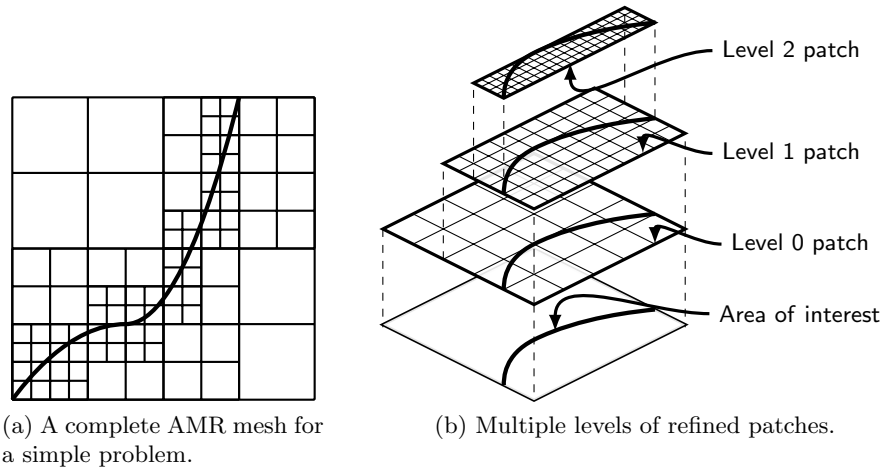 Level 2 patch
Level 1 patch
Level 0 patch
Area of interest
(a) A complete AMR mesh for
a simple problem.
(b) Multiple levels of refined patches.